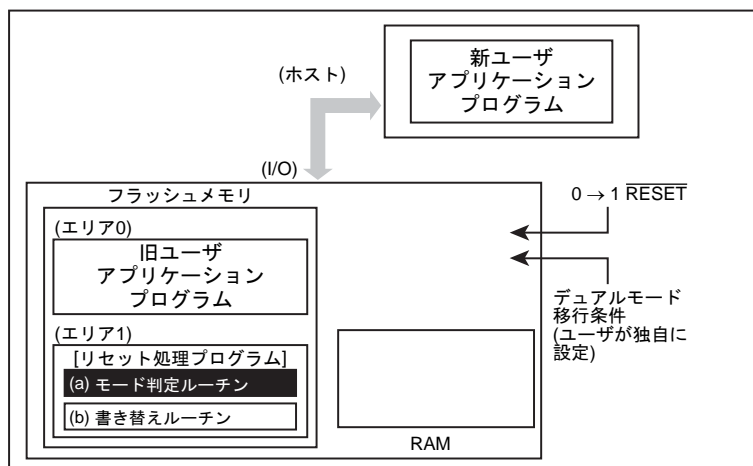 新ユーザ
アプリケーション
プログラム
(ホスト)
(I/O)
フラッシュメモリ
0 → 1 RESET
(エリア0)
旧ユーザ
アプリケーション
プログラム
デュアルモード
移行条件
(ユーザが独自に
設定)
(エリア1)
[リセット処理プログラム]
(a) モード判定ルーチン
(b) 書き替えルーチン
RAM